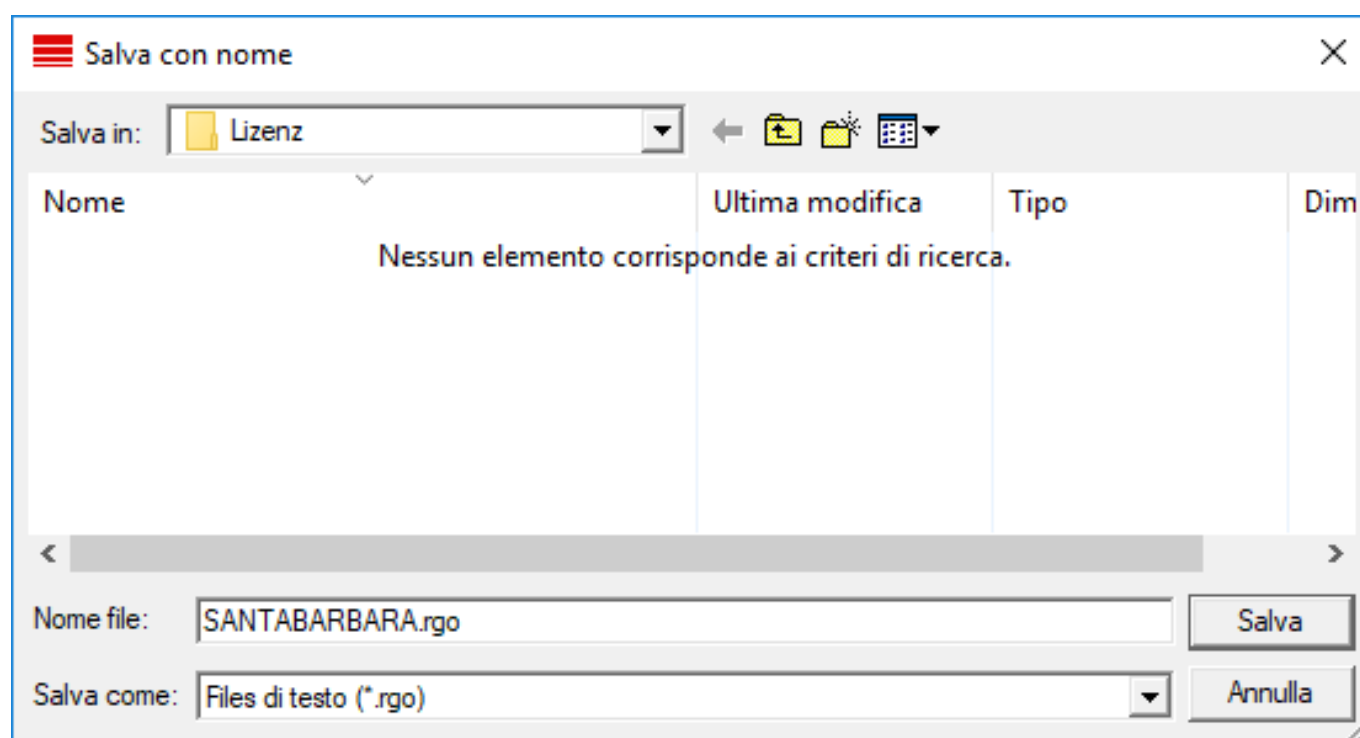 Salva con nome
Salva in: Lizenz
Nome Ultima modifica Tipo Dim
Nessun elemento corrisponde ai criteri di ricerca.
Nome file: SANTABARBARA.rgo Salva
Salva come: Files di testo (*.rgo) Annulla